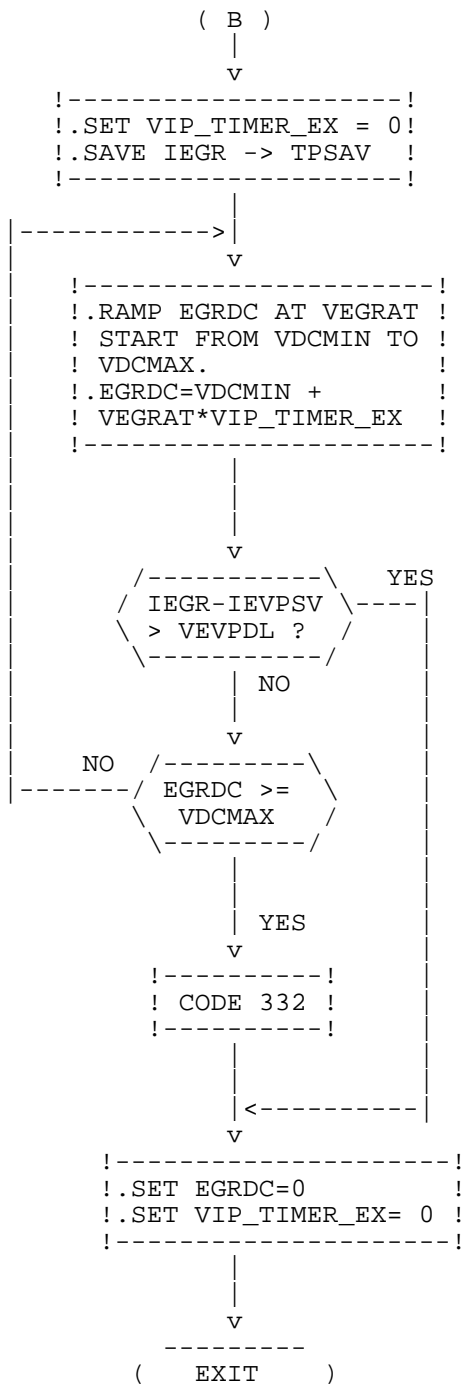 ( B )
.SET VIP_TIMER_EX = 0
.SAVE IEGR -> TPSAV
.RAMP EGRDC AT VEGRAT
START FROM VDCMIN TO
VDCMAX.
.EGRDC=VDCMIN +
VEGRAT*VIP_TIMER_EX
YES
IEGR-IEVPSV
> VEVPDL ?
NO
NO
EGRDC >=
VDCMAX
YES
CODE 332
.SET EGRDC=0
.SET VIP_TIMER_EX= 0
( EXIT )